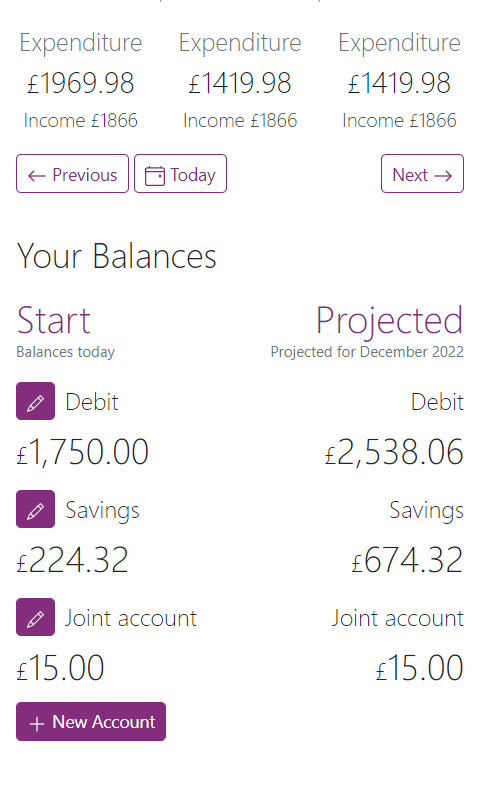 Expenditure Expenditure Expenditure
£1969.98 £1419.98 £1419.98
Income £1866 Income £1866 Income £1866
← Previous Today Next →
Your Balances
Start Projected
Balances today Projected for December 2022
Debit Debit
£1,750.00 £2,538.06
Savings Savings
£224.32 £674.32
Joint account Joint account
£15.00 £15.00
+ New Account